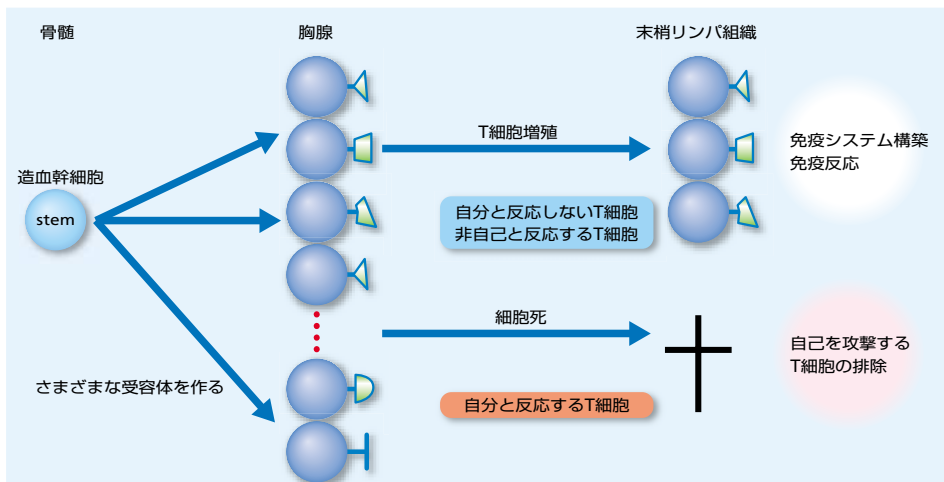 骨髄
胸腺
末梢リンパ組織
T細胞増殖
免疫システム構築
免疫反応
造血幹細胞
stem
自分と反応しないT細胞
非自己と反応するT細胞
細胞死
自己を攻撃する
T細胞の排除
さまざまな受容体を作る
自分と反応するT細胞